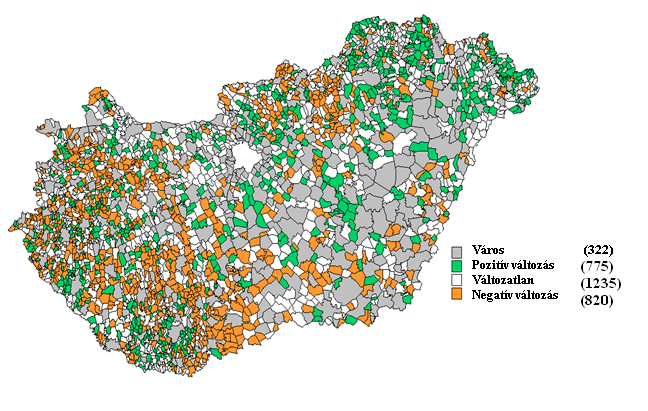 Város (322)
Pozitív változás (775)
Változatlan (1235)
Negatív változás (820)